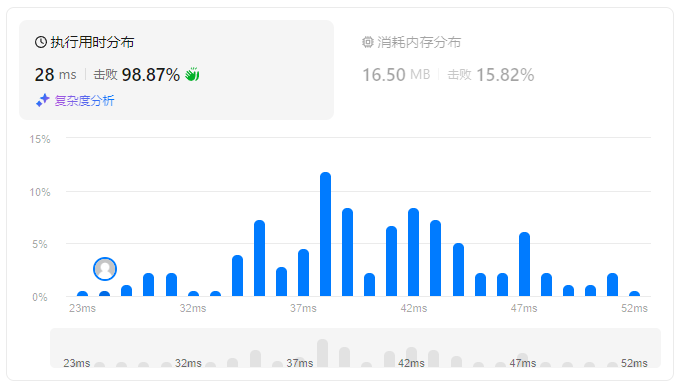 执行用时分布
28 ms 击败 98.87%
复杂度分析
消耗内存分布
16.50 MB 击败 15.82%
15%
10%
5%
0%
23ms 32ms 37ms 42ms 47ms 52ms
23ms 32ms 37ms 42ms 47ms 52ms